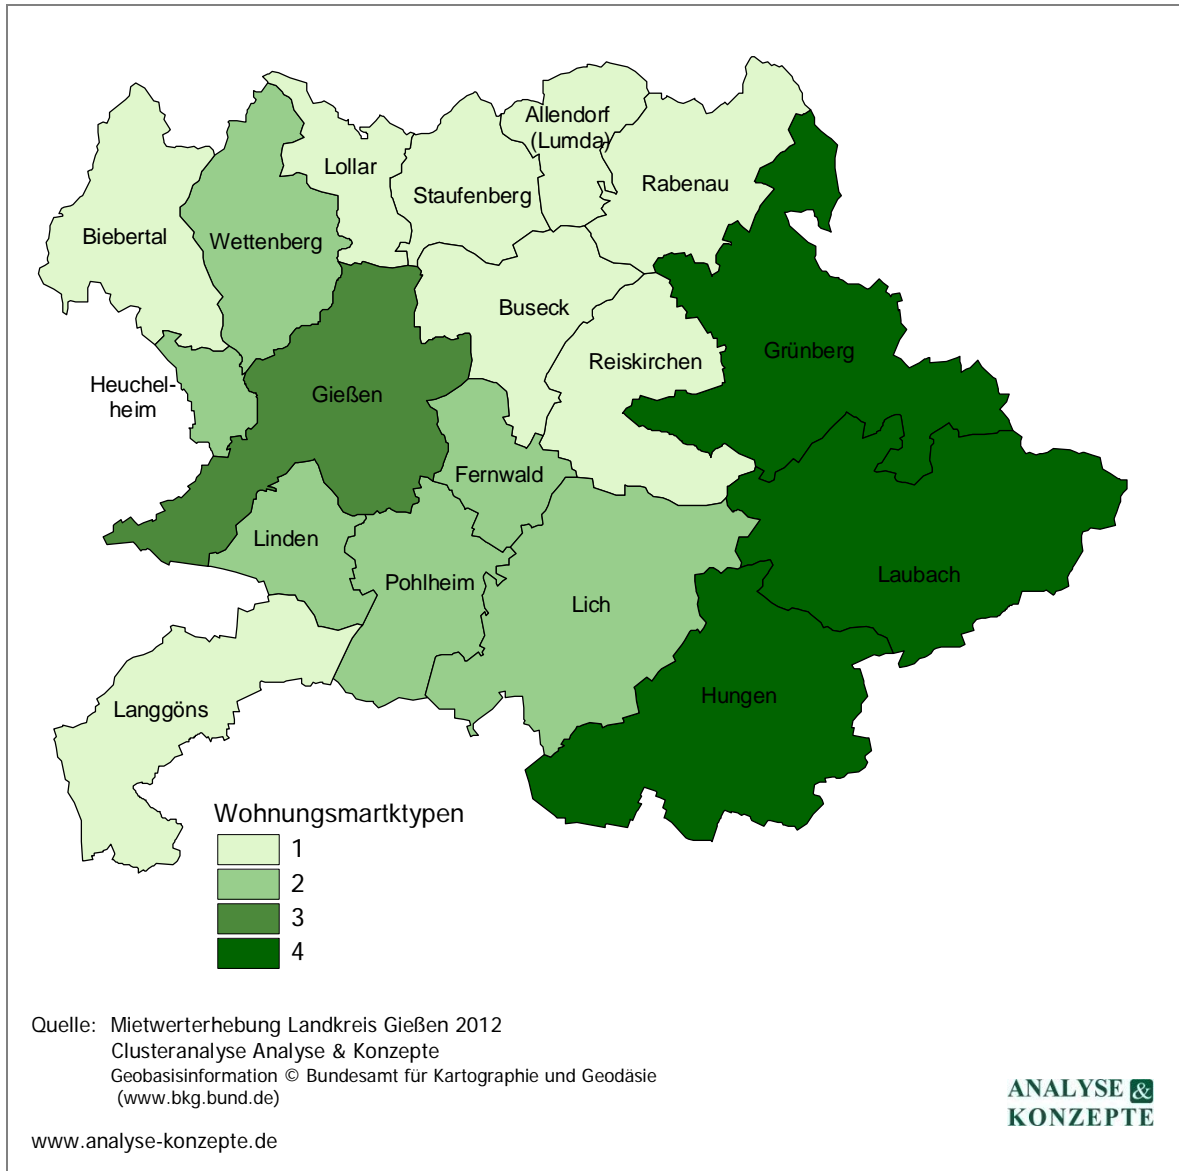 Allendorf
(Lumda)
Lollar
Staufenberg
Rabenau
Biebertal
Wettenberg
Buseck
Reiskirchen
Grünberg
Heuchel-
heim
Gießen
Fernwald
Linden
Pohlheim
Lich
Laubach
Hungen
Langgöns
Wohnungsmartktypen
1
2
3
4
Quelle: Mietwerterhebung Landkreis Gießen 2012
Clusteranalyse Analyse & Konzepte
Geobasisinformation © Bundesamt für Kartographie und Geodäsie
(www.bkg.bund.de)
www.analyse-konzepte.de
ANALYSE &
KONZEPTE